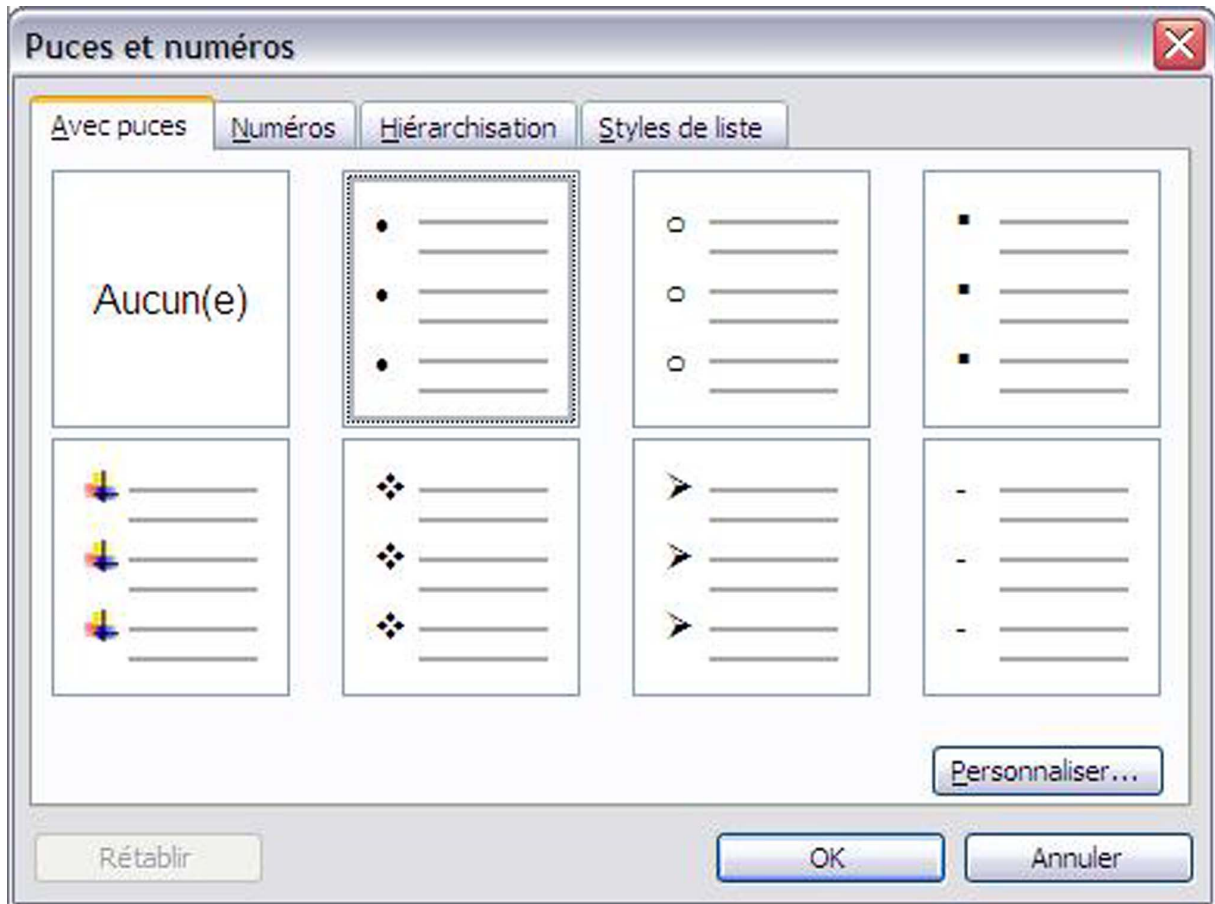 Puces et numéros
Avec puces Numéros Hiérarchisation Styles de liste
Aucun(e)
Personnaliser...
Rétablir OK Annuler